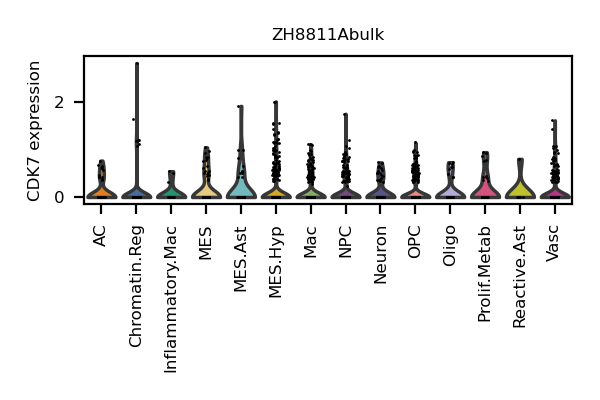 ZH8811Abulk
CDK7 expression
2
0
AC
Chromatin.Reg
Inflammatory.Mac
MES
MES.Ast
MES.Hyp
Mac
NPC
Neuron
OPC
Oligo
Prolif.Metab
Reactive.Ast
Vasc